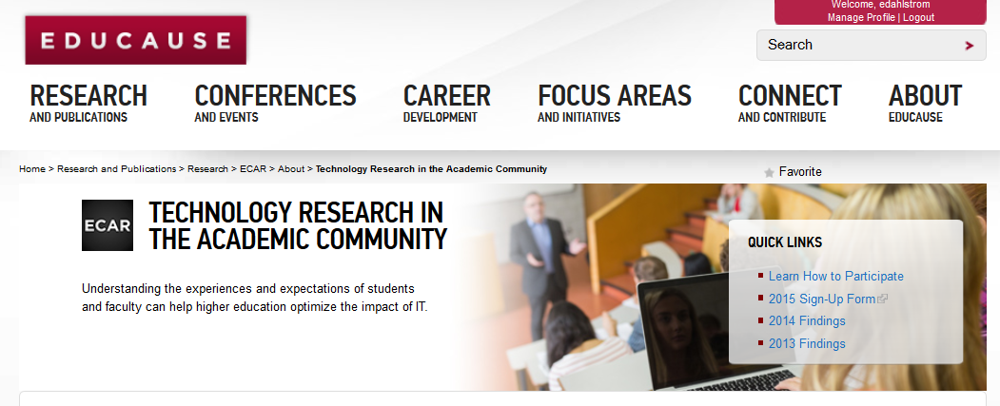 Welcome, edahlstrom
Manage Profile | Logout
EDUCAUSE
Search
RESEARCH
AND PUBLICATIONS
CONFERENCES
AND EVENTS
CAREER
DEVELOPMENT
FOCUS AREAS
AND INITIATIVES
CONNECT
AND CONTRIBUTE
ABOUT
EDUCAUSE
Home > Research and Publications > Research > ECAR > About > Technology Research in the Academic Community
Favorite
ECAR
TECHNOLOGY RESEARCH IN
THE ACADEMIC COMMUNITY
Understanding the experiences and expectations of students
and faculty can help higher education optimize the impact of IT.
QUICK LINKS
Learn How to Participate
2015 Sign-Up Form
2014 Findings
2013 Findings